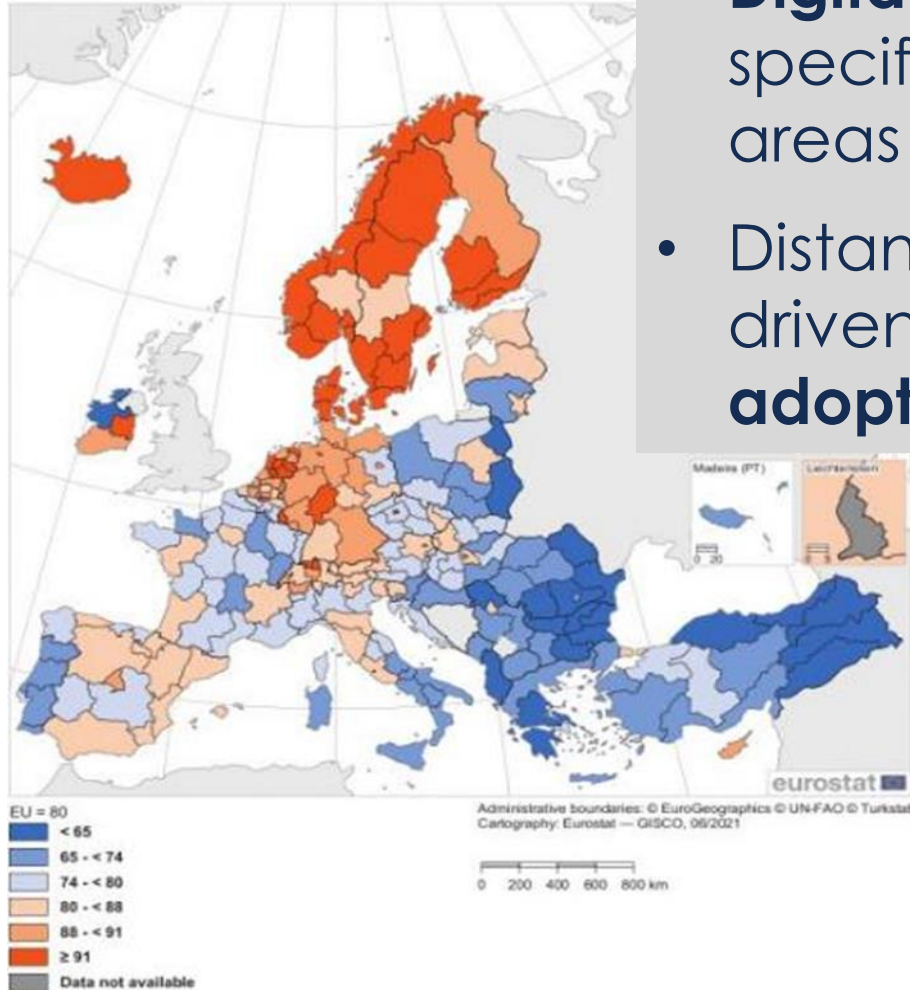 Digita
specif
areas
• Distan
driven
adopt
Madeira (PT)
Liechtenstein
0 20
eurostat
EU = 80
< 65
65 - < 74
74 - < 80
80 - < 88
88 - < 91
≥ 91
Data not available
Administrative boundaries: © EuroGeographics © UN-FAO © Turkstat
Cartography: Eurostat — GISCO, 06/2021
0 200 400 600 800 km